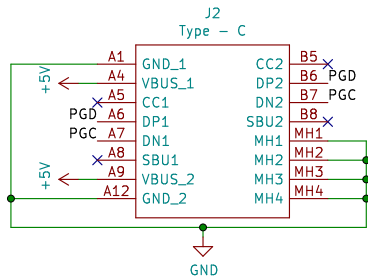 J2
Type - C
A1 GND_1 CC2 B5
+5V A4 VBUS_1 DP2 B6 PGD
A5 CC1 DN2 B7 PGC
PGD A6 DP1 SBU2 B8
PGC A7 DN1 MH1 MH1
A8 SBU1 MH2 MH2
+5V A9 VBUS_2 MH3 MH3
A12 GND_2 MH4 MH4
GND